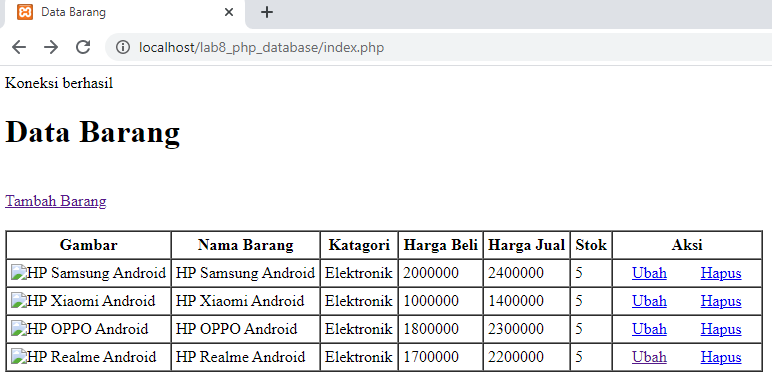 Data Barang
localhost/lab8_php_database/index.php
Koneksi berhasil
Data Barang
Tambah Barang
Gambar Nama Barang Katagori Harga Beli Harga Jual Stok Aksi
HP Samsung Android HP Samsung Android Elektronik 2000000 2400000 5 Ubah Hapus
HP Xiaomi Android HP Xiaomi Android Elektronik 1000000 1400000 5 Ubah Hapus
HP OPPO Android HP OPPO Android Elektronik 1800000 2300000 5 Ubah Hapus
HP Realme Android HP Realme Android Elektronik 1700000 2200000 5 Ubah Hapus